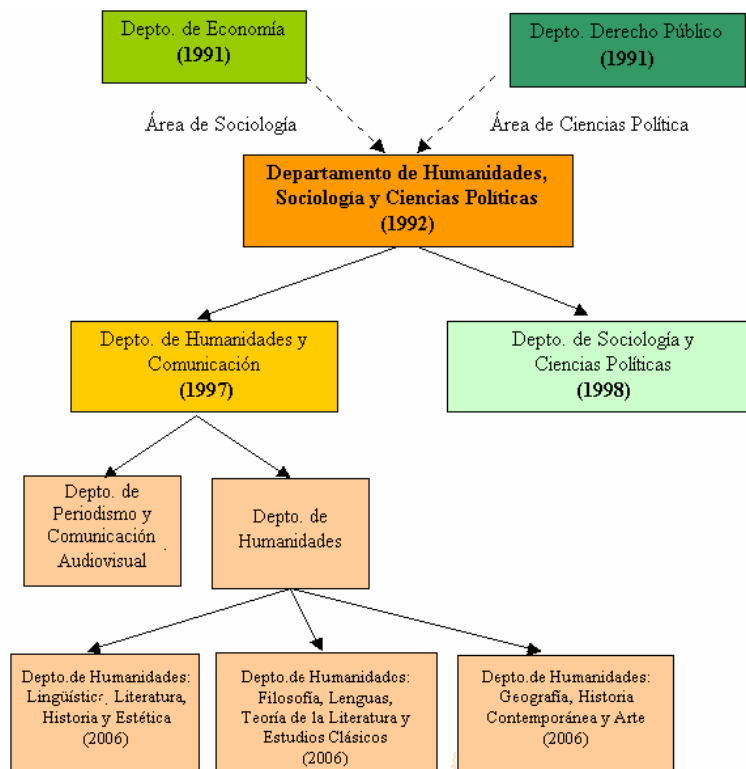 Depto. de Economía
(1991)
Depto. Derecho Público
(1991)
Área de Sociología
Área de Ciencias Política
Departamento de Humanidades,
Sociología y Ciencias Políticas
(1992)
Depto. de Humanidades y
Comunicación
(1997)
Depto. de Sociología y
Ciencias Políticas
(1998)
Depto. de
Periodismo y
Comunicación
Audiovisual
Depto. de
Humanidades
Depto.de Humanidades:
Lingüística, Literatura,
Historia y Estética
(2006)
Depto.de Humanidades:
Filosofía, Lenguas,
Teoría de la Literatura y
Estudios Clásicos
(2006)
Depto.de Humanidades:
Geografía, Historia
Contemporánea y Arte
(2006)